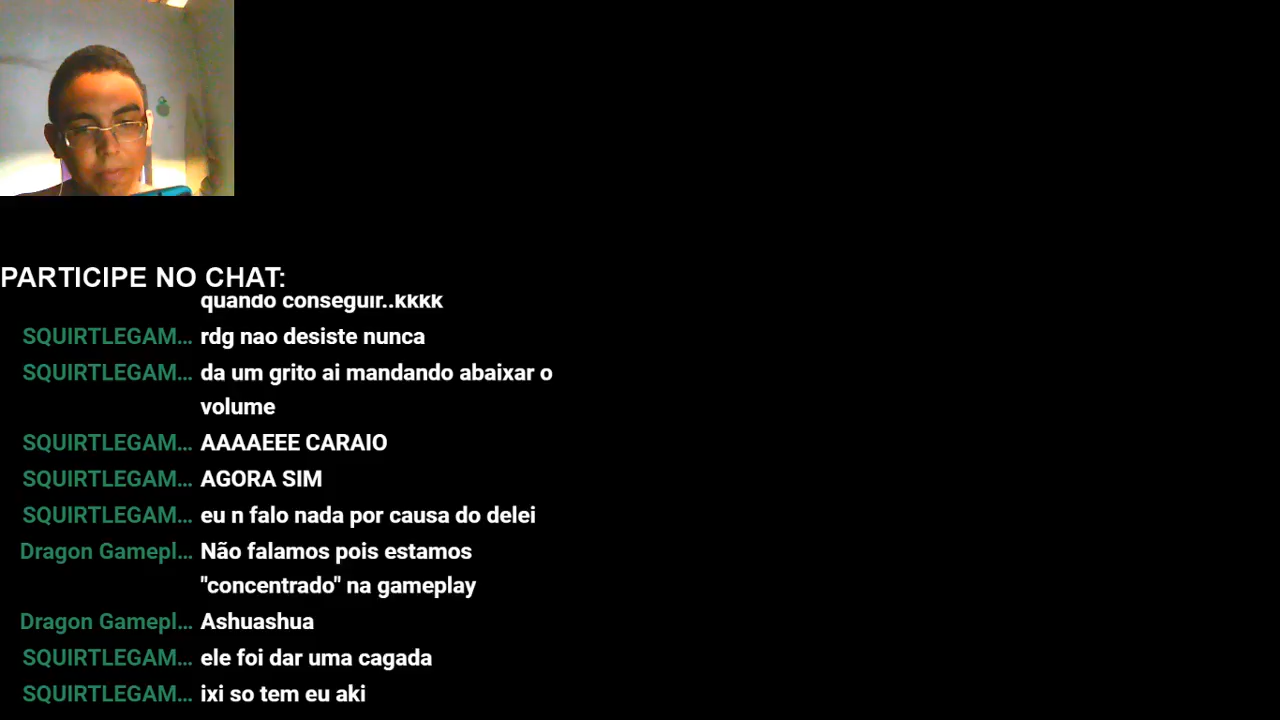 PARTICIPE NO CHAT:
quando conseguir..kkkk
SQUIRTLEGAM... rdg nao desiste nunca
SQUIRTLEGAM... da um grito ai mandando abaixar o
volume
SQUIRTLEGAM... AAAAEEE CARAIO
SQUIRTLEGAM... AGORA SIM
SQUIRTLEGAM... eu n falo nada por causa do delei
Dragon Gamepl... Não falamos pois estamos
"concentrado" na gameplay
Dragon Gamepl... Ashuashua
SQUIRTLEGAM... ele foi dar uma cagada
SQUIRTLEGAM... ixi so tem eu aki